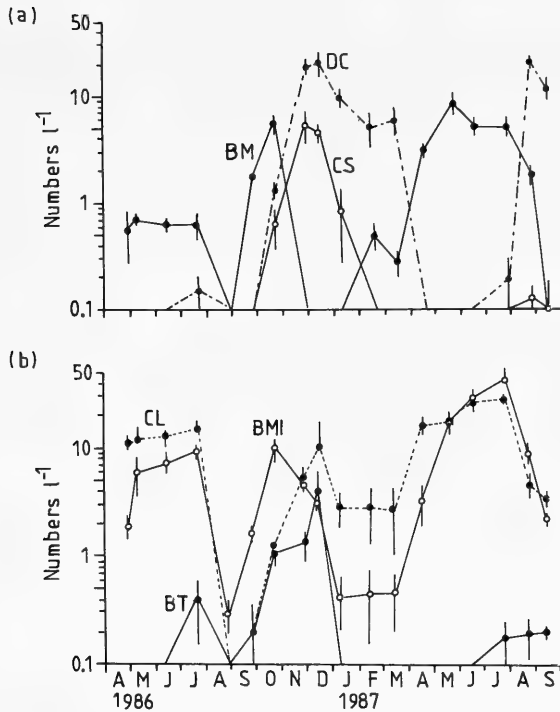 (a)
50
10
1
0.1
Numbers l⁻¹
DC
BM
CS
(b)
50
10
1
0.1
Numbers l⁻¹
CL
BMI
BT
A M J J A S O N D J F M A M J J A S
1986 1987